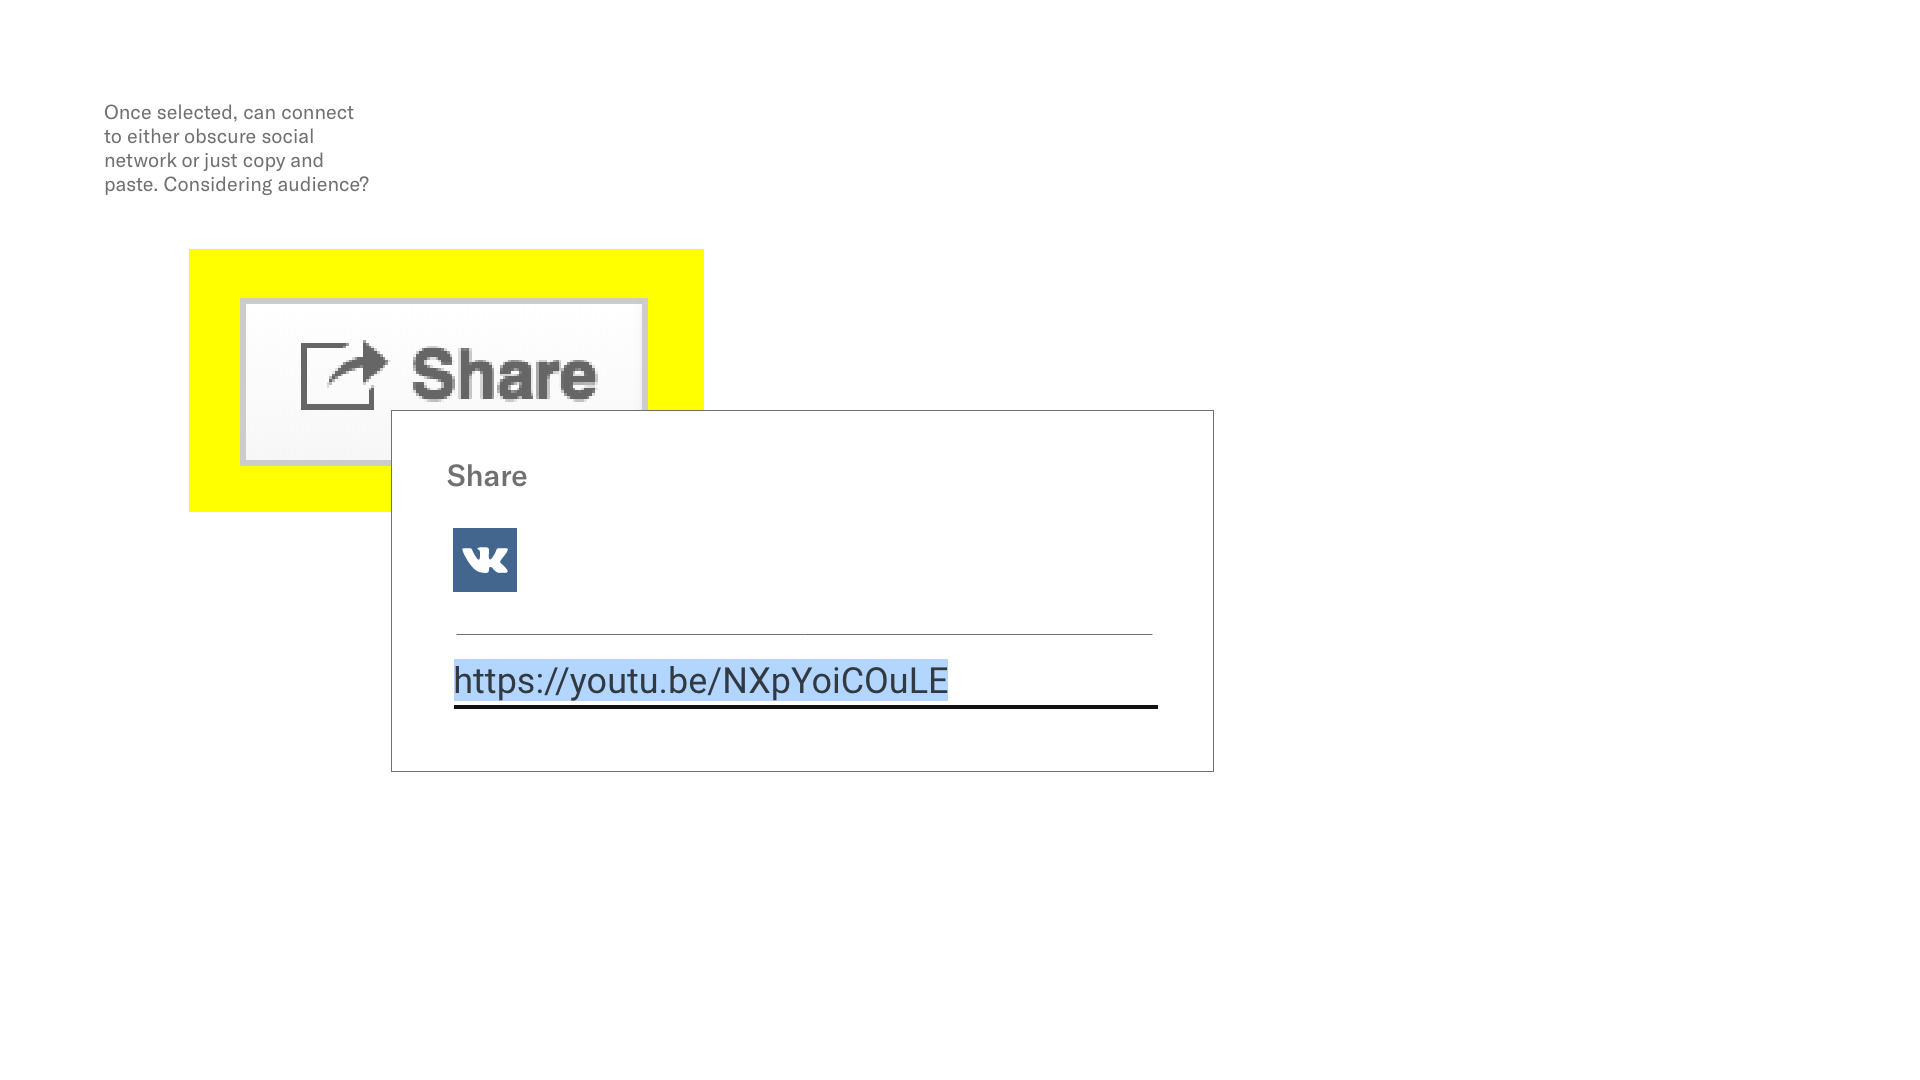 Once selected, can connect
to either obscure social
network or just copy and
paste. Considering audience?
Share
Share
VK
https://youtu.be/NXpYoiCOuLE